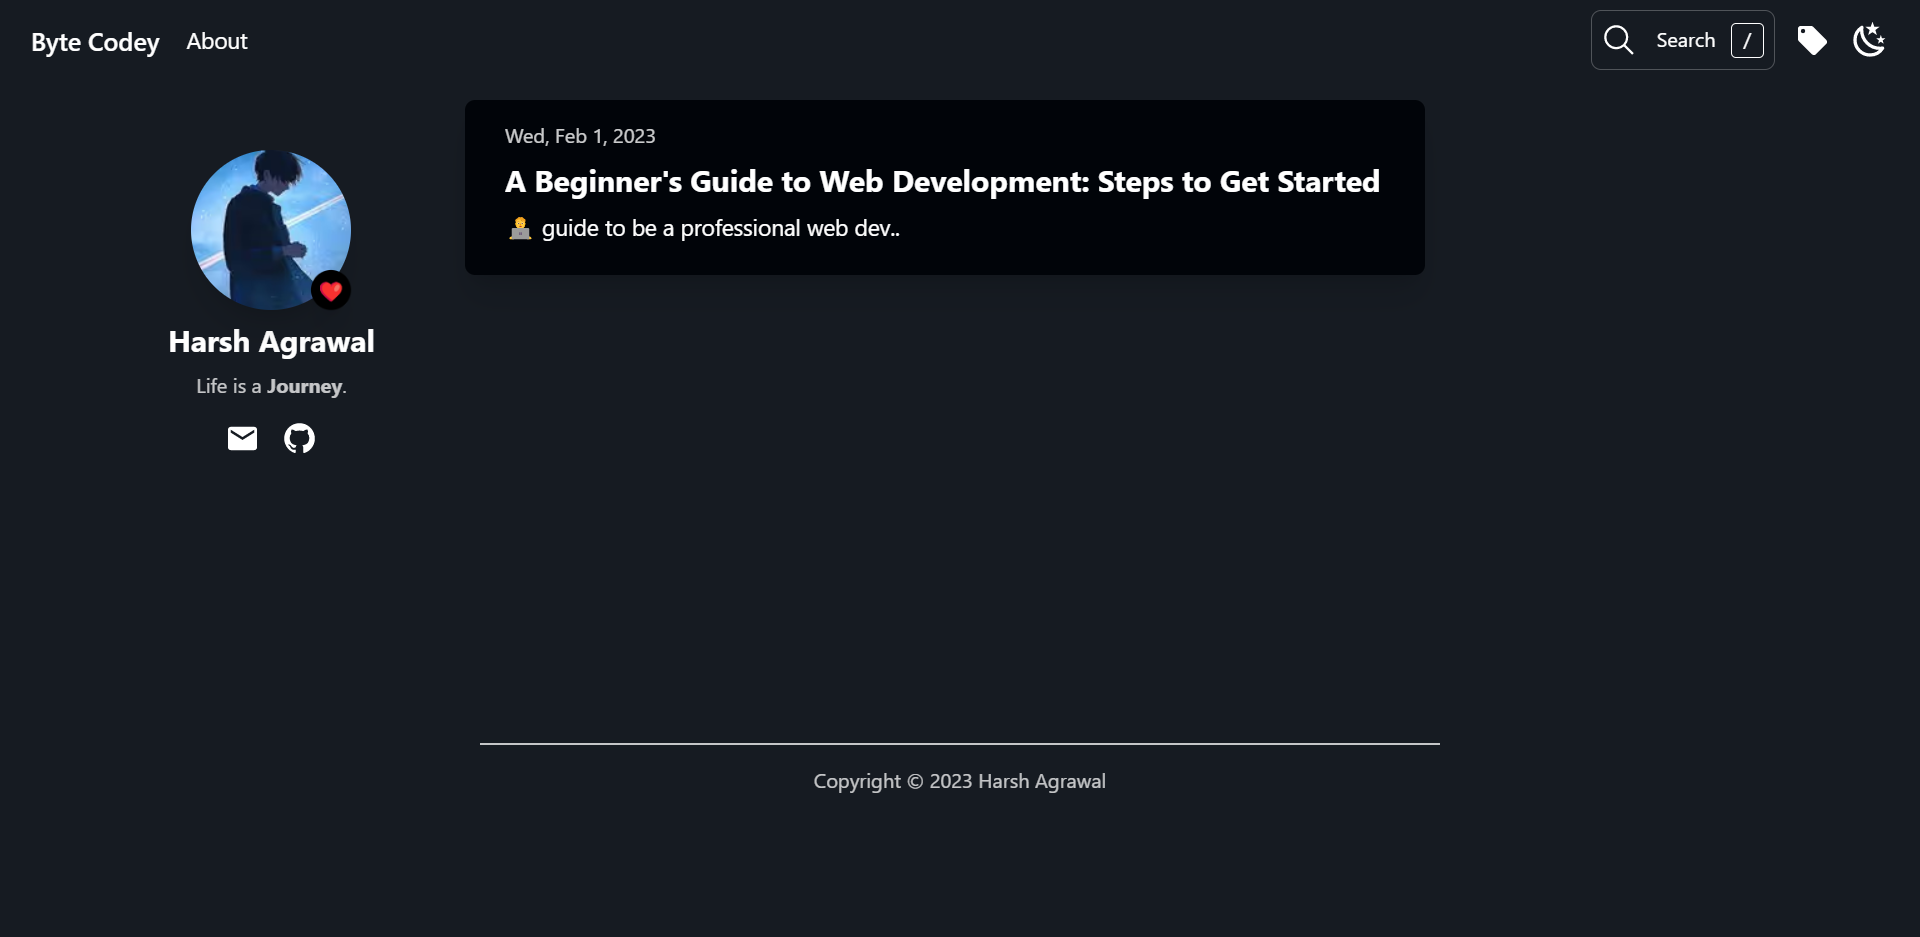 Byte Codey About Search /
Wed, Feb 1, 2023
A Beginner's Guide to Web Development: Steps to Get Started
🧑‍💻 guide to be a professional web dev..
Harsh Agrawal
Life is a Journey.
Copyright © 2023 Harsh Agrawal